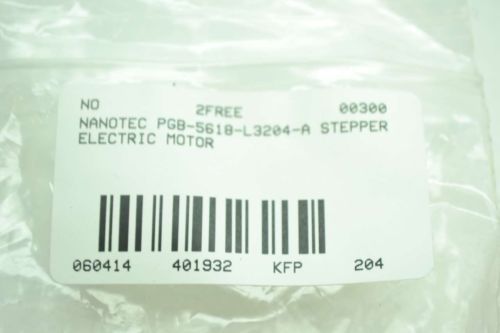 NO 2FREE 00300
NANOTEC PGB-5618-L3204-A STEPPER
ELECTRIC MOTOR
060414 401932 KFP 204